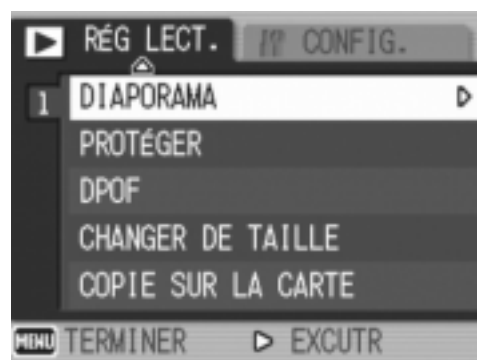 RÉG LECT. CONFIG.
1 DIAPORAMA
PROTÉGER
DPOF
CHANGER DE TAILLE
COPIE SUR LA CARTE
MENU TERMINER EXCUTR